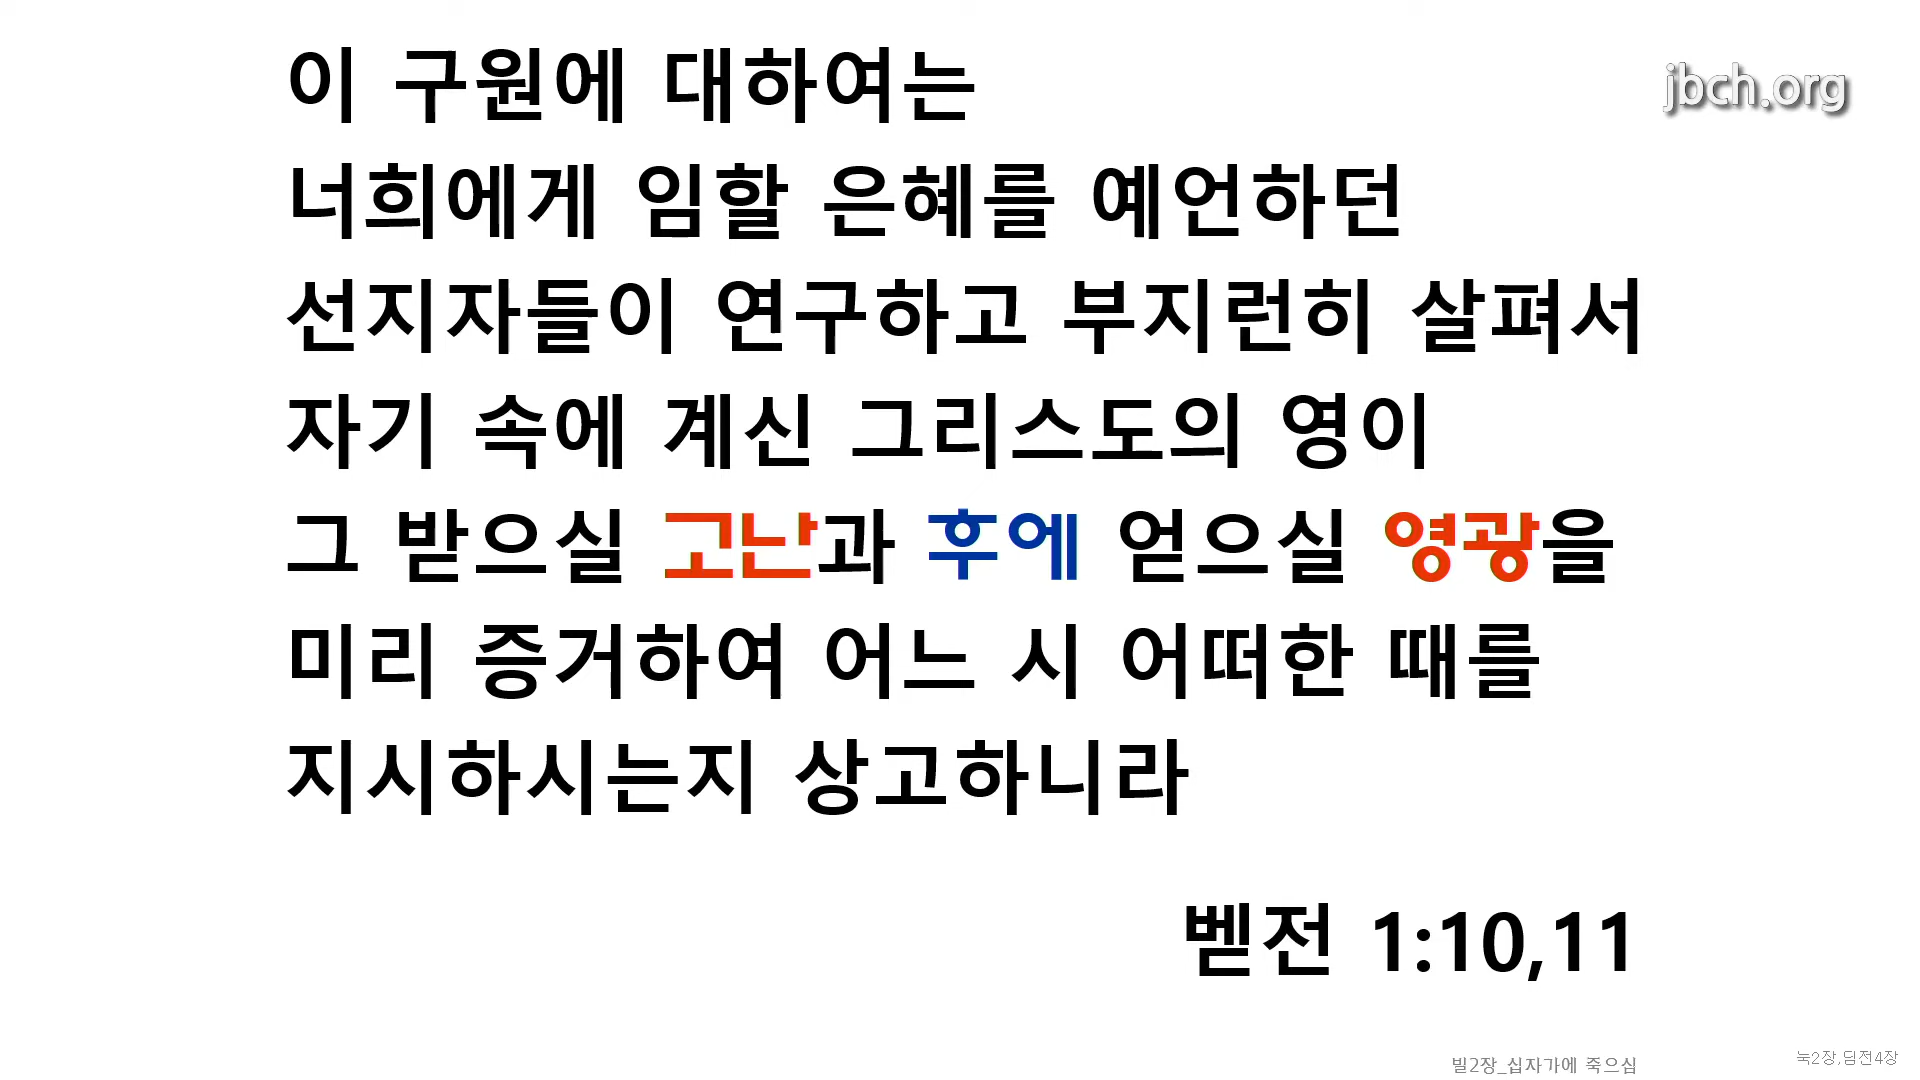 이 구원에 대하여는
jbch.org
너희에게 임할 은혜를 예언하던
선지자들이 연구하고 부지런히 살펴서
자기 속에 계신 그리스도의 영이
그 받으실 고난과 후에 얻으실 영광을
미리 증거하여 어느 시 어떠한 때를
지시하시는지 상고하니라
벧전 1:10,11
빌2장_십자가에 죽으심
눅2장,딤전4장